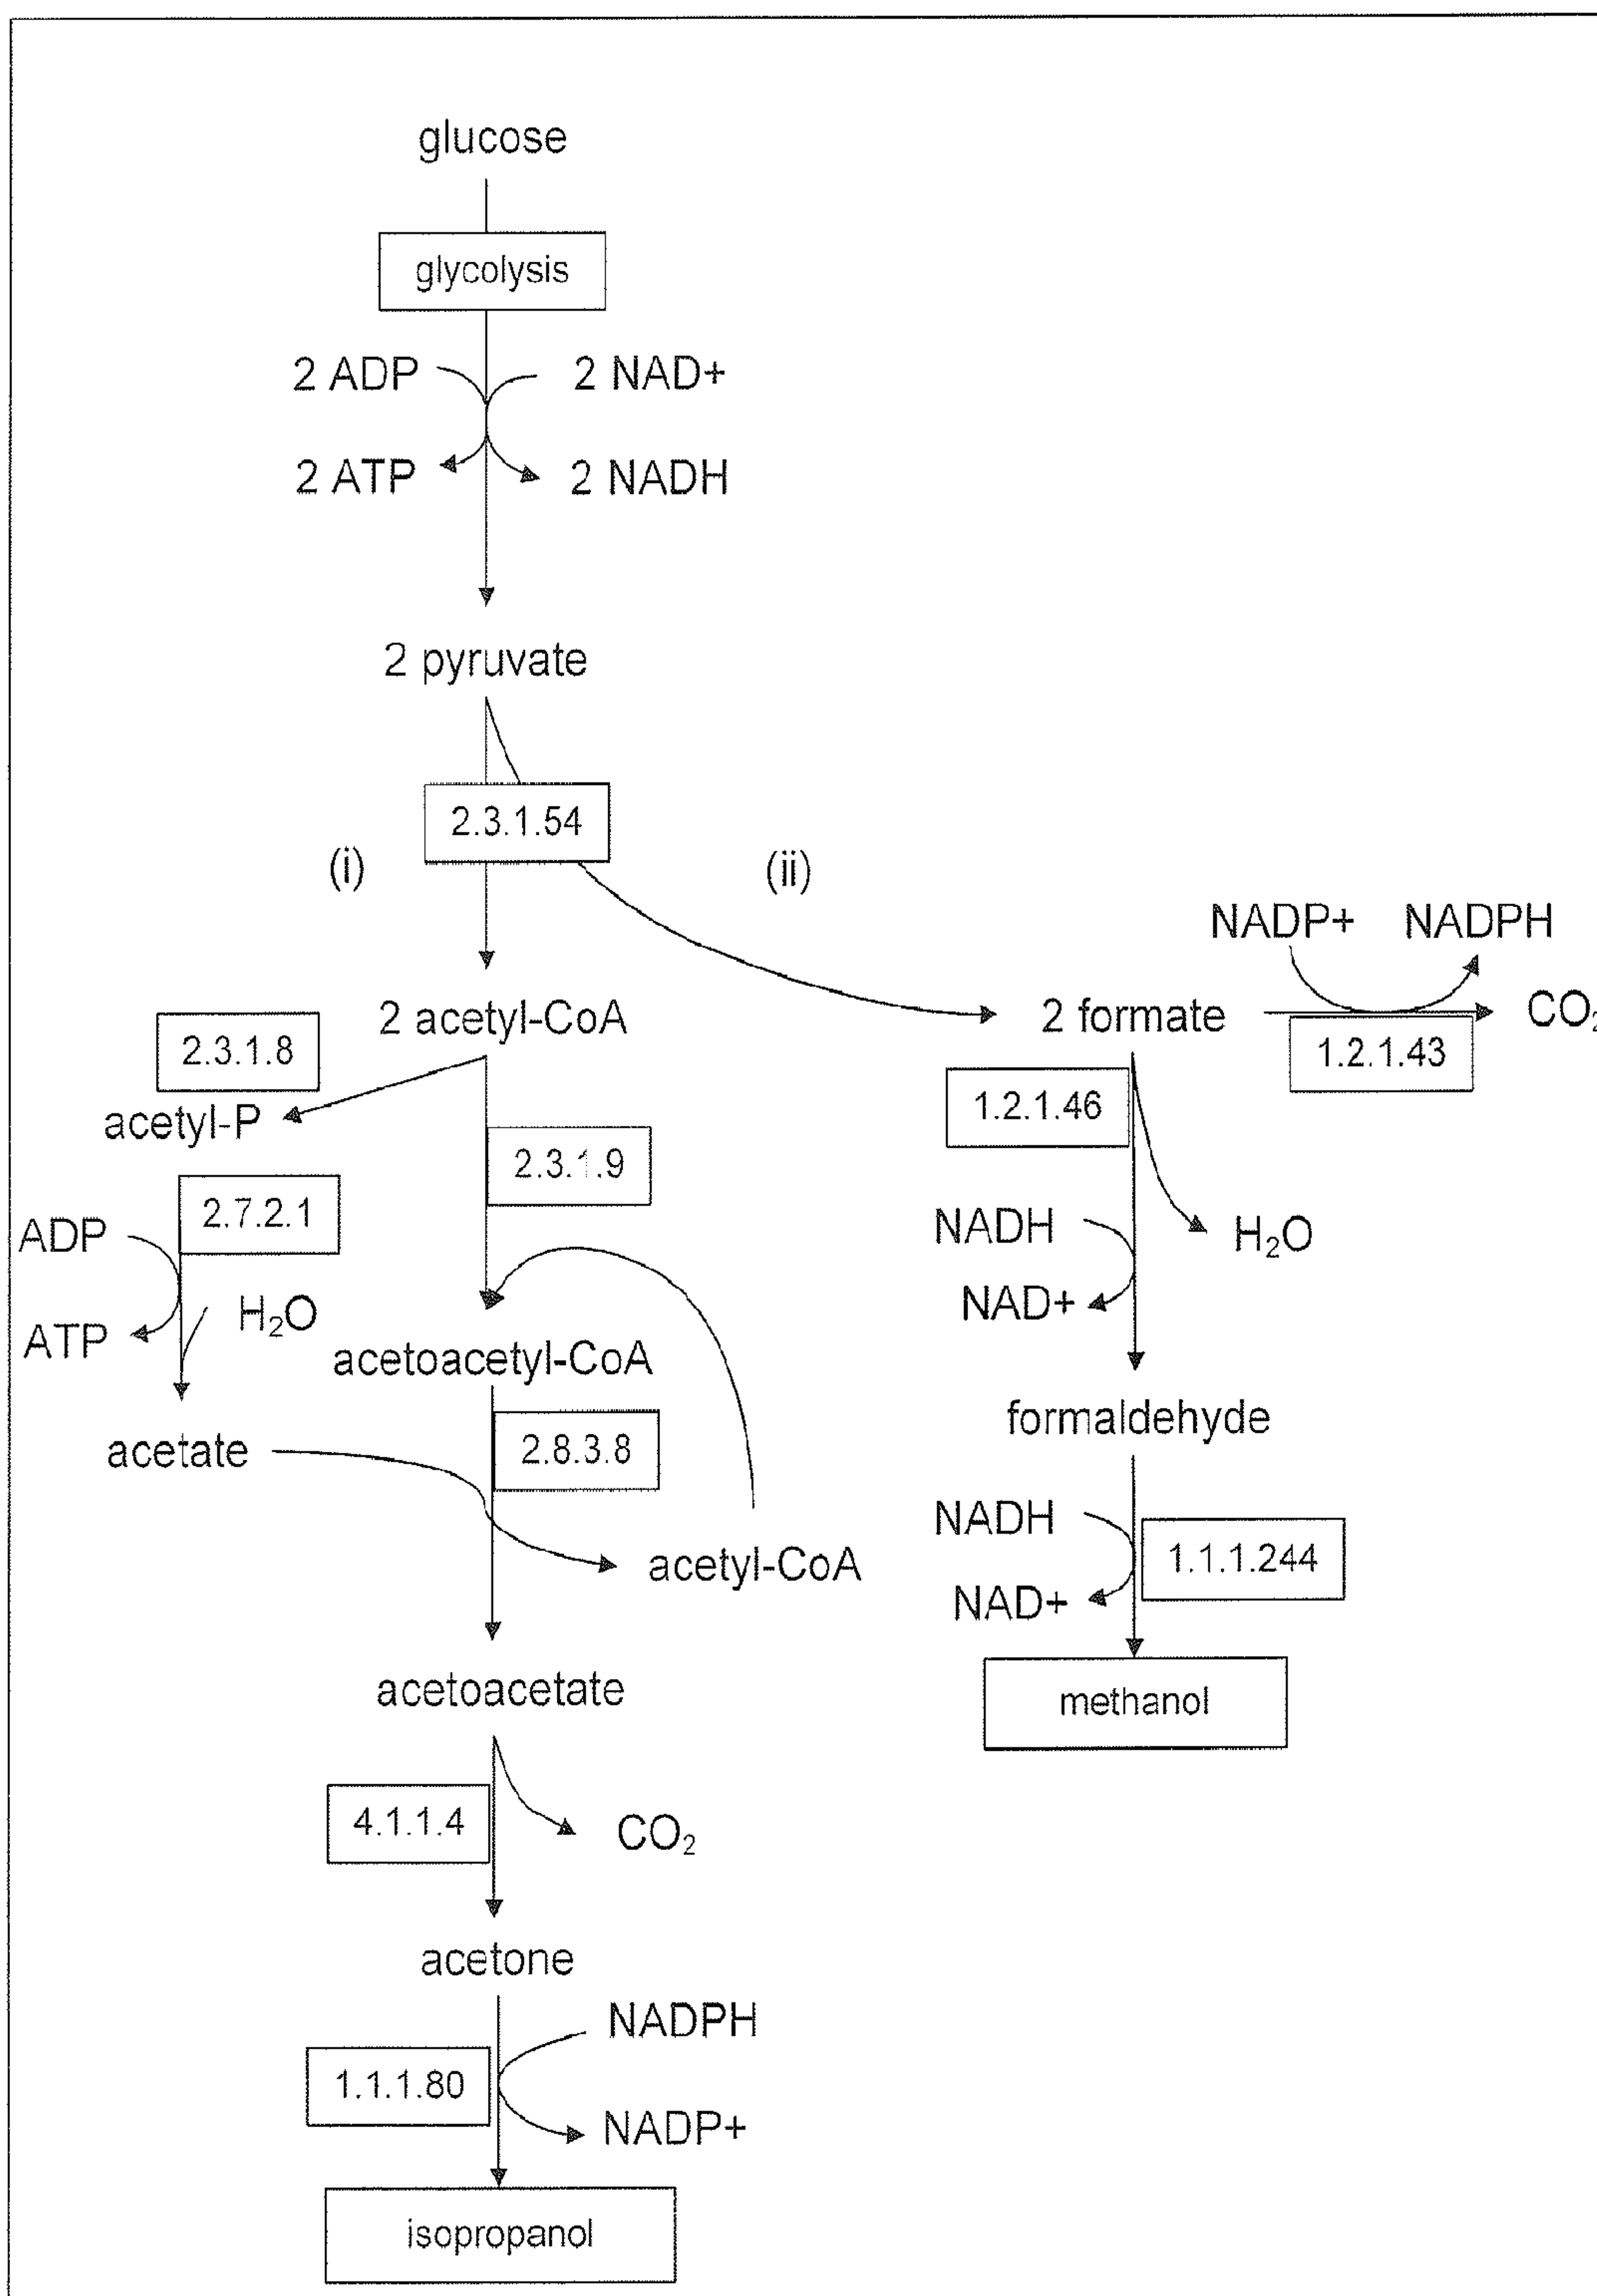 glucose
glycolysis
2 ADP 2 NAD+
2 ATP 2 NADH
2 pyruvate
2.3.1.54
(i) (ii)
NADP+ NADPH
2 acetyl-CoA 2 formate CO₂
2.3.1.8 1.2.1.43
acetyl-P 1.2.1.46
2.3.1.9
2.7.2.1
ADP NADH H₂O
ATP H₂O NAD+
acetoacetyl-CoA
formaldehyde
acetate 2.8.3.8
NADH
acetyl-CoA 1.1.1.244
NAD+
acetoacetate methanol
4.1.1.4 CO₂
acetone
NADPH
1.1.1.80
NADP+
isopropanol